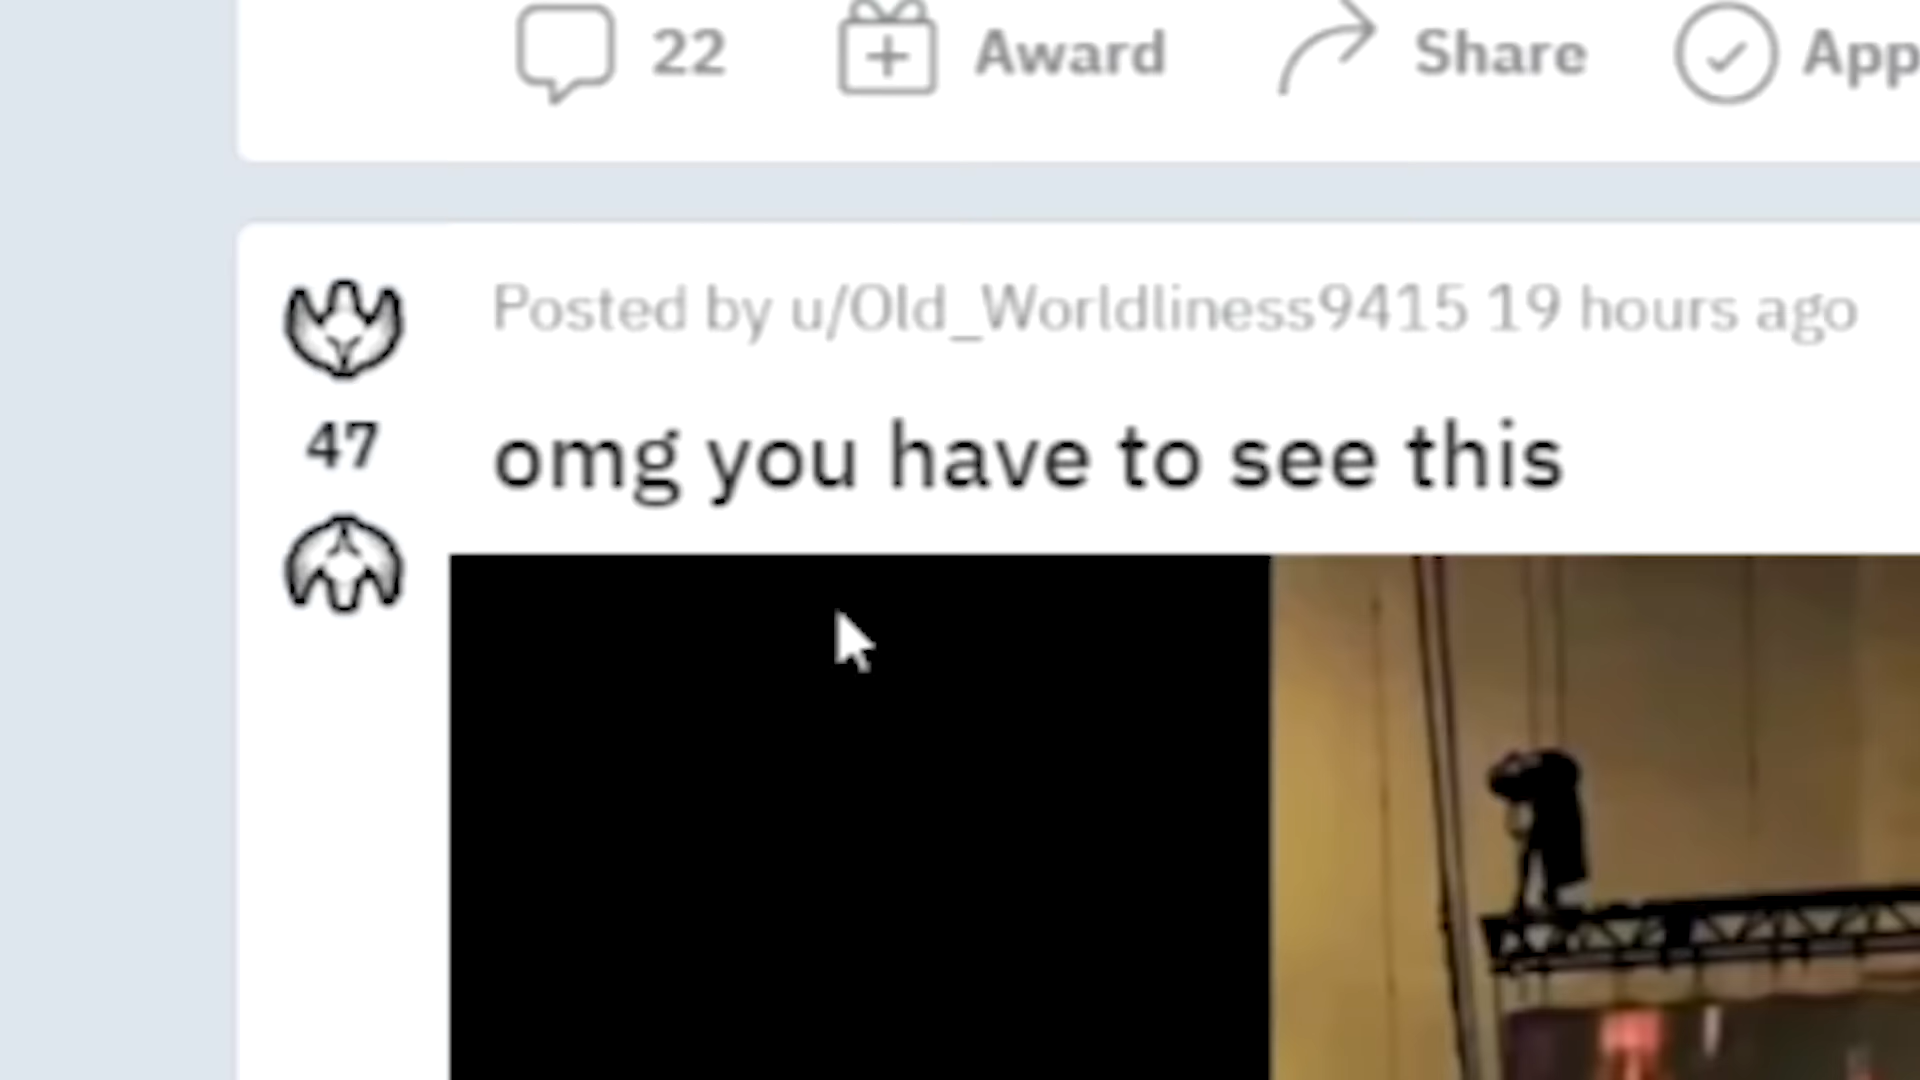 22 Award Share App
Posted by u/Old_Worldliness9415 19 hours ago
47
omg you have to see this